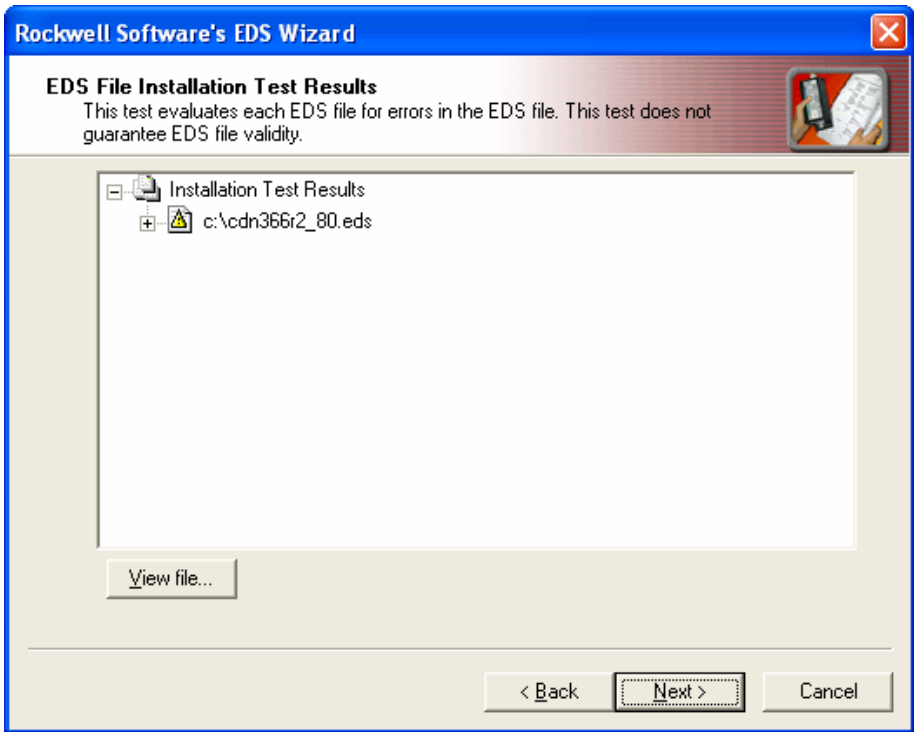 Rockwell Software's EDS Wizard
EDS File Installation Test Results
This test evaluates each EDS file for errors in the EDS file. This test does not
guarantee EDS file validity.
Installation Test Results
c:\cdn366r2_80.eds
View file...
< Back
Next >
Cancel